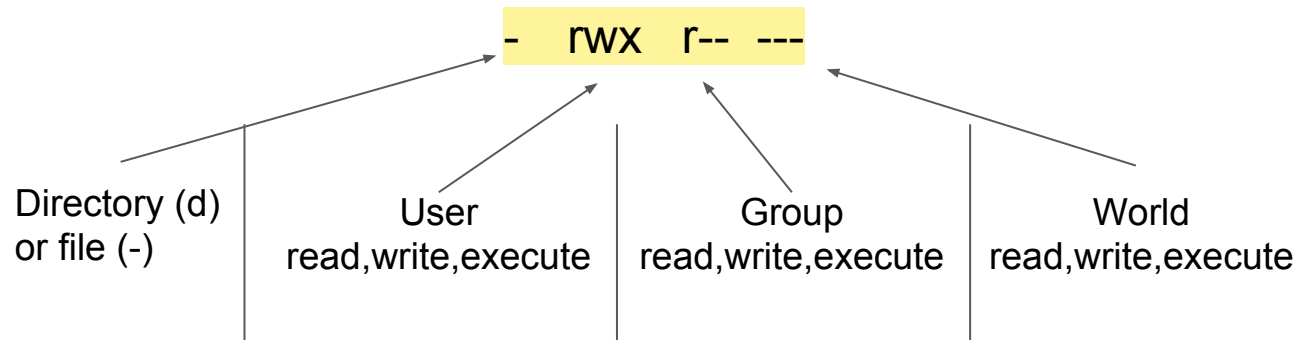 - rwx r-- ---
Directory (d)
or file (-)
User
read,write,execute
Group
read,write,execute
World
read,write,execute